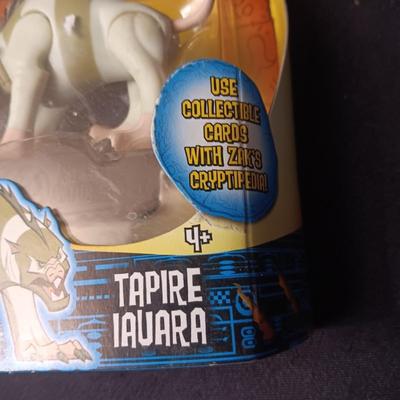 USE
COLLECTIBLE
CARDS
WITH ZAK'S
CRYPTIPEDIA!
4+
TAPIRE
IAUARA